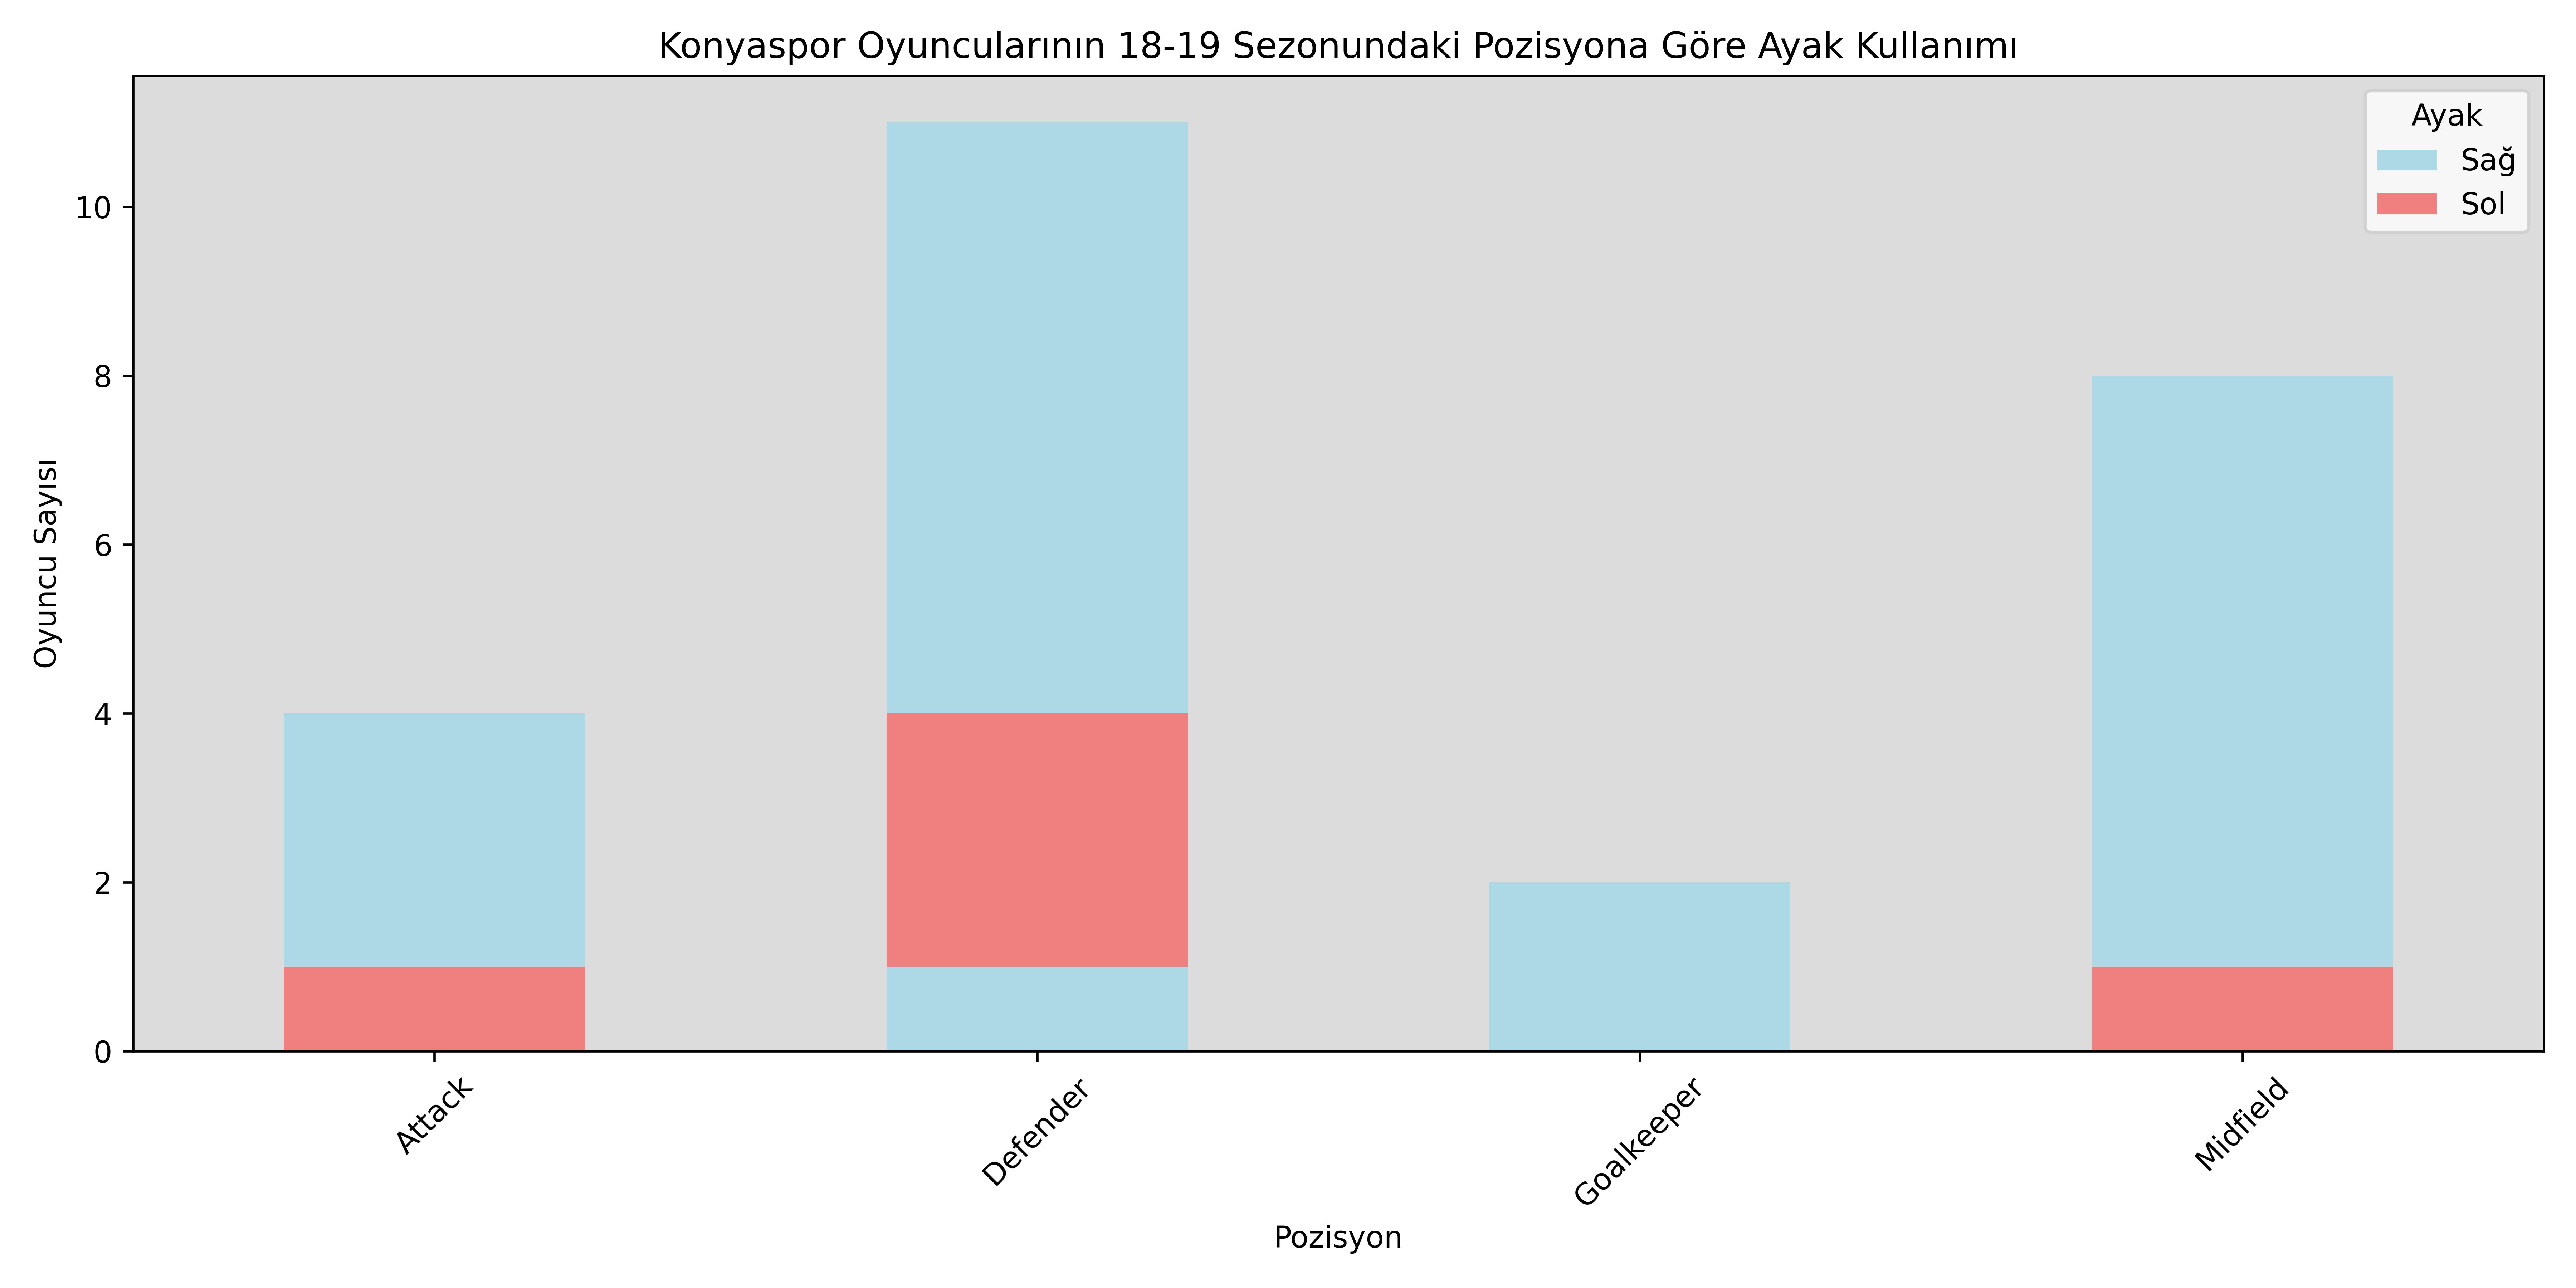 Konyaspor Oyuncularının 18-19 Sezonundaki Pozisyona Göre Ayak Kullanımı
Ayak
Sağ
Sol
Oyuncu Sayısı
10
8
6
4
2
0
Attack
Defender
Goalkeeper
Midfield
Pozisyon